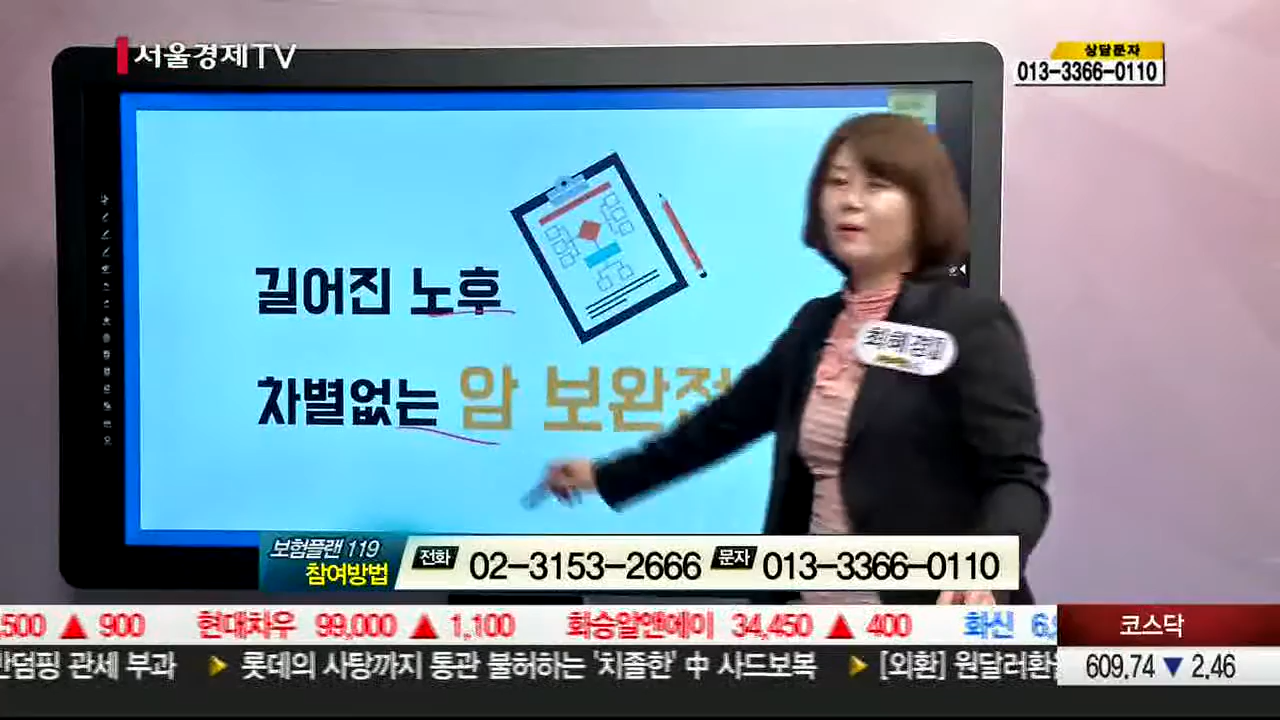 서울경제TV
상담문자
013-3366-0110
길어진 노후
차별없는 암 보완전
최혜경
보험플랜 119
참여방법
전화 02-3153-2666 문자 013-3366-0110
,500 ▲ 900 현대차우 99,000 ▲ 1,100 화승알앤에이 34,450 ▲ 400 화신
코스닥
반덤핑 관세 부과 ▶ 롯데의 사탕까지 통관 불허하는 '치졸한' 中 사드보복 ▶ [외환] 원달러환율
609.74 ▼ 2.46